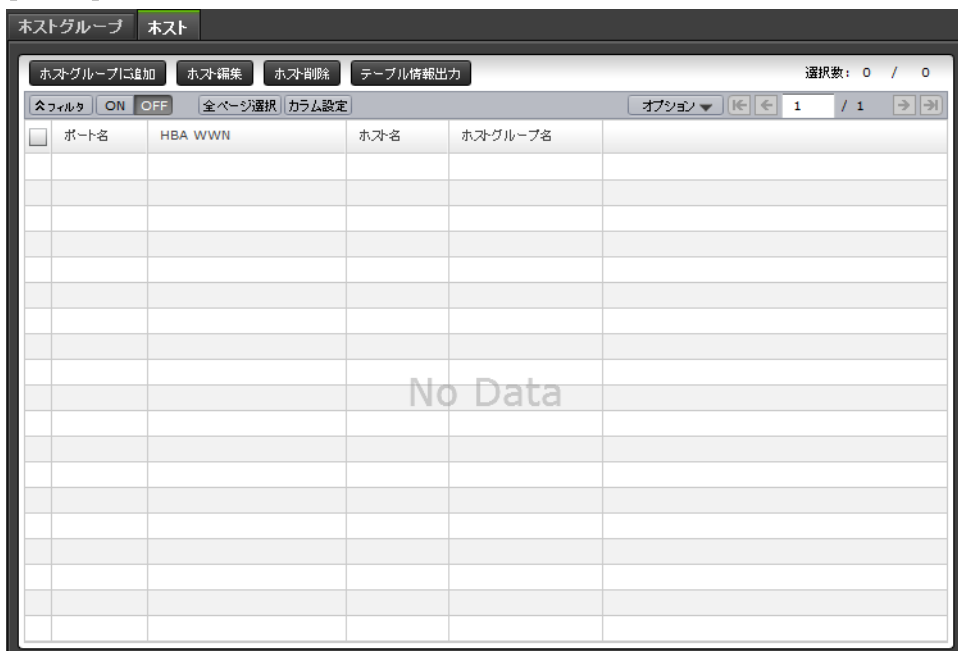 ホストグループ ホスト
ホストグループに追加 ホスト編集 ホスト削除 テーブル情報出力 選択数: 0 / 0
フィルタ ON OFF 全ページ選択 カラム設定 オプション 1 / 1
ポート名 HBA WWN ホスト名 ホストグループ名
No Data